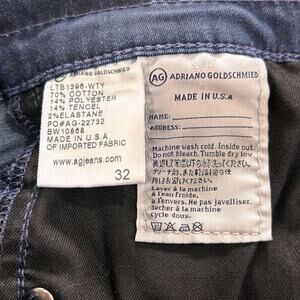 ADRIANO GOLDSCHMIED
LTB1396-WTY
70% COTTON
14% POLYESTER
14% TENCEL
2%ELASTANE
PO#AG-22732
BW10868
MADE IN U.S.A
OF IMPORTED FABRIC
www.agjeans.com
32
AG ADRIANO GOLDSCHMIED
MADE IN U.S.A
NAME:
ADDRESS:
Machine wash cold. Inside out.
Do not bleach. Tumble dry low
Laver à la machine
à l'eau froide,
à l'envers. Ne pas javelliser.
Sécher à la machine
cycle doux.